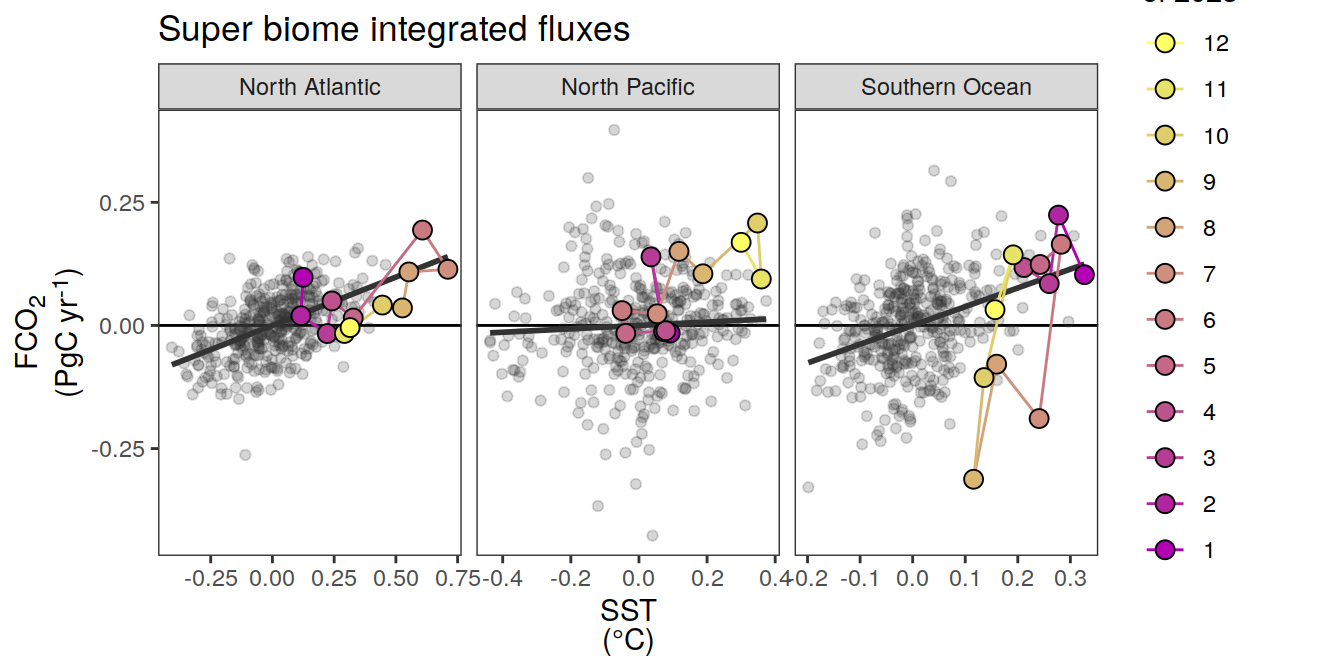 Super biome integrated fluxes
North Atlantic
North Pacific
Southern Ocean
0.25
0.00
-0.25
FCO2
(PgC yr-1)
-0.25 0.00 0.25 0.50 0.75
-0.4 -0.2 0.0 0.2 0.4
-0.2 -0.1 0.0 0.1 0.2 0.3
SST
(°C)
12
11
10
9
8
7
6
5
4
3
2
1